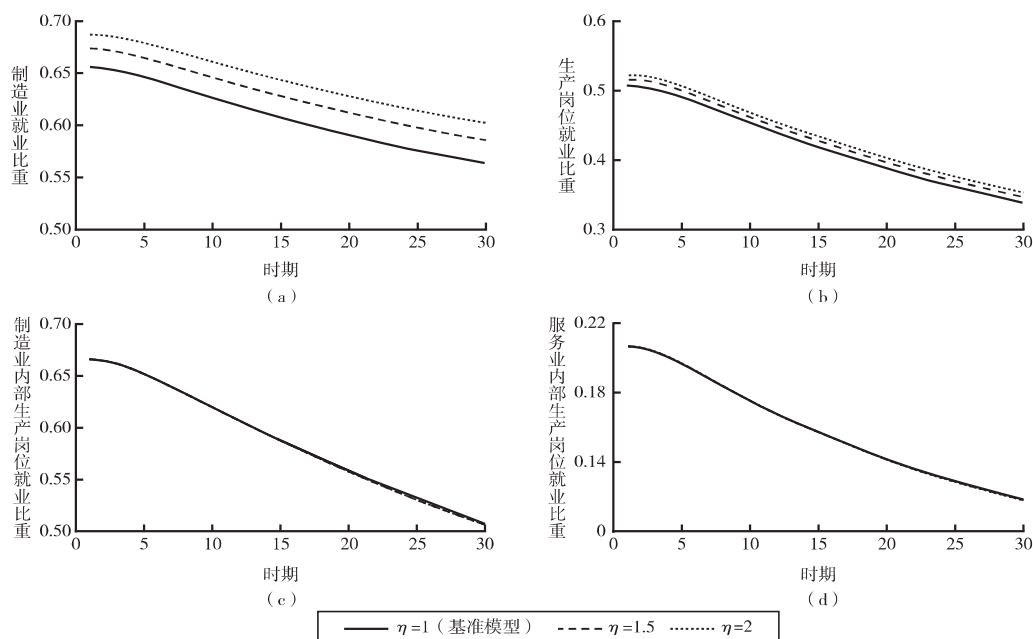 制造业就业比重
0.70
0.65
0.60
0.55
0.50
0 5 10 15 20 25 30
时期
（a）
生产岗位就业比重
0.6
0.5
0.4
0.3
0 5 10 15 20 25 30
时期
（b）
制造业内部生产岗位就业比重
0.70
0.65
0.60
0.55
0.50
0 5 10 15 20 25 30
时期
（c）
服务业内部生产岗位就业比重
0.22
0.18
0.14
0
0 5 10 15 20 25 30
时期
（d）
η=1（基准模型） η=1.5 η=2